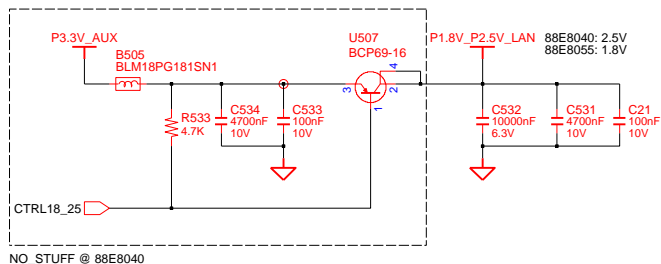 P3.3V_AUX
B505
BLM18PG181SN1
U507
BCP69-16
P1.8V_P2.5V_LAN
88E8040: 2.5V
88E8055: 1.8V
4
3
2
1
R533
4.7K
C534
4700nF
10V
C533
100nF
10V
C532
10000nF
6.3V
C531
4700nF
10V
C21
100nF
10V
CTRL18_25
NO_STUFF @ 88E8040